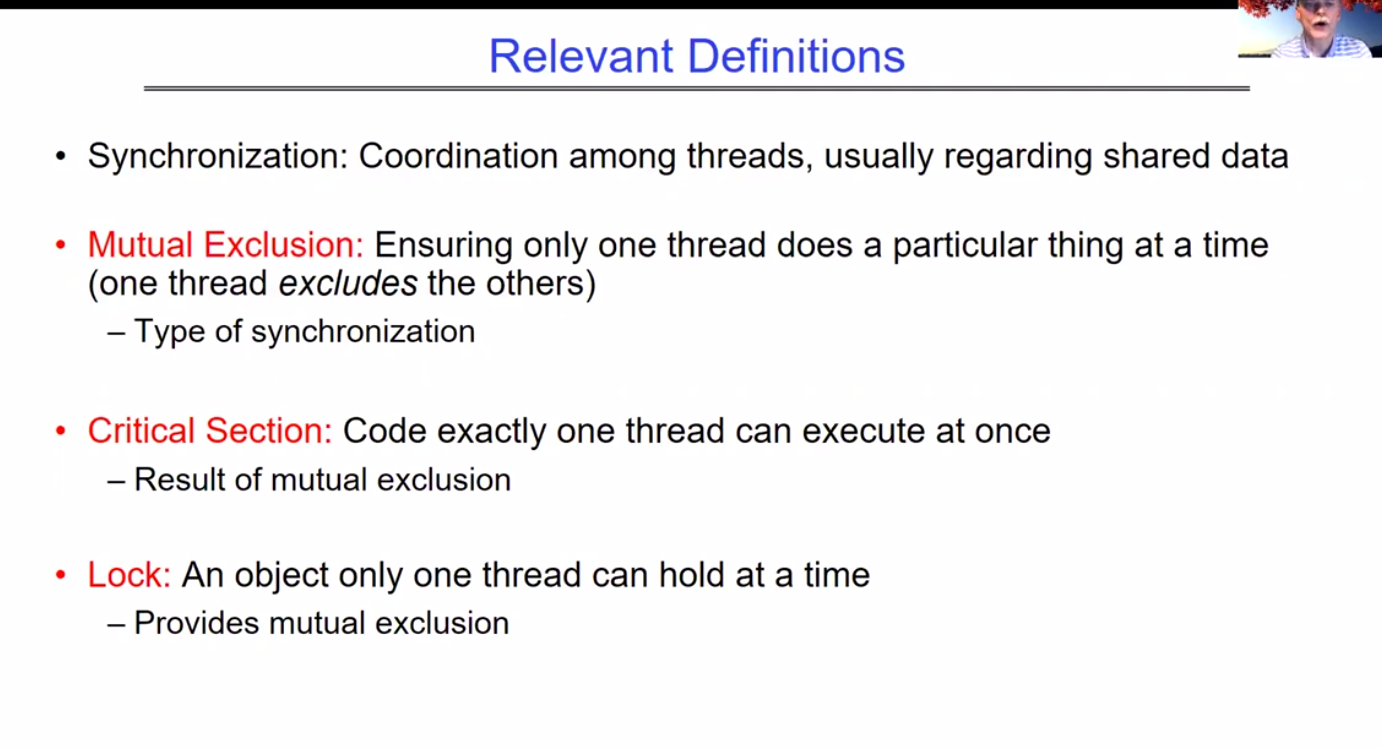 Relevant Definitions
• Synchronization: Coordination among threads, usually regarding shared data
• Mutual Exclusion: Ensuring only one thread does a particular thing at a time
(one thread excludes the others)
– Type of synchronization
• Critical Section: Code exactly one thread can execute at once
– Result of mutual exclusion
• Lock: An object only one thread can hold at a time
– Provides mutual exclusion